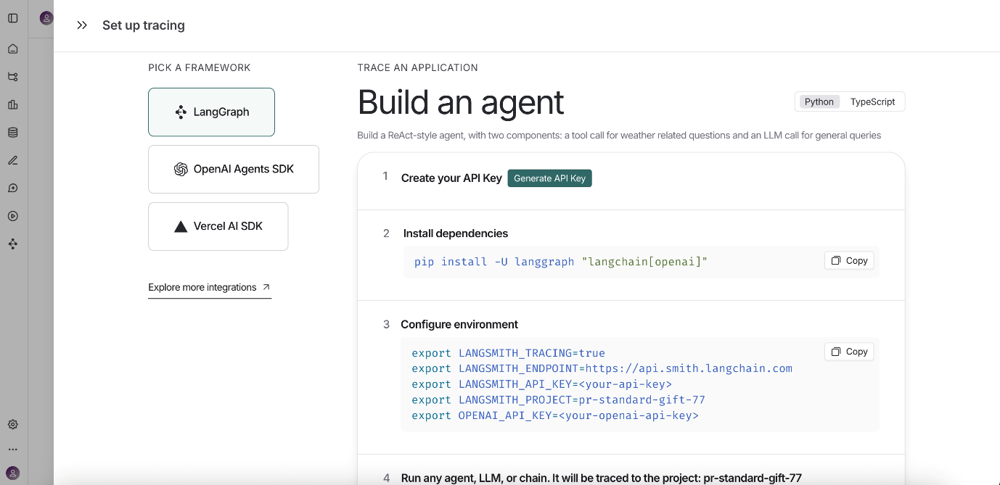 Set up tracing
PICK A FRAMEWORK
LangGraph
OpenAI Agents SDK
Vercel AI SDK
Explore more integrations
TRACE AN APPLICATION
Build an agent
Python TypeScript
Build a ReAct-style agent, with two components: a tool call for weather related questions and an LLM call for general queries
1 Create your API Key Generate API Key
2 Install dependencies
pip install -U langgraph "langchain[openai]"
Copy
3 Configure environment
Copy
export LANGSMITH_TRACING=true
export LANGSMITH_ENDPOINT=https://api.smith.langchain.com
export LANGSMITH_API_KEY=<your-api-key>
export LANGSMITH_PROJECT=pr-standard-gift-77
export OPENAI_API_KEY=<your-openai-api-key>
4 Run any agent, LLM, or chain. It will be traced to the project: pr-standard-gift-77